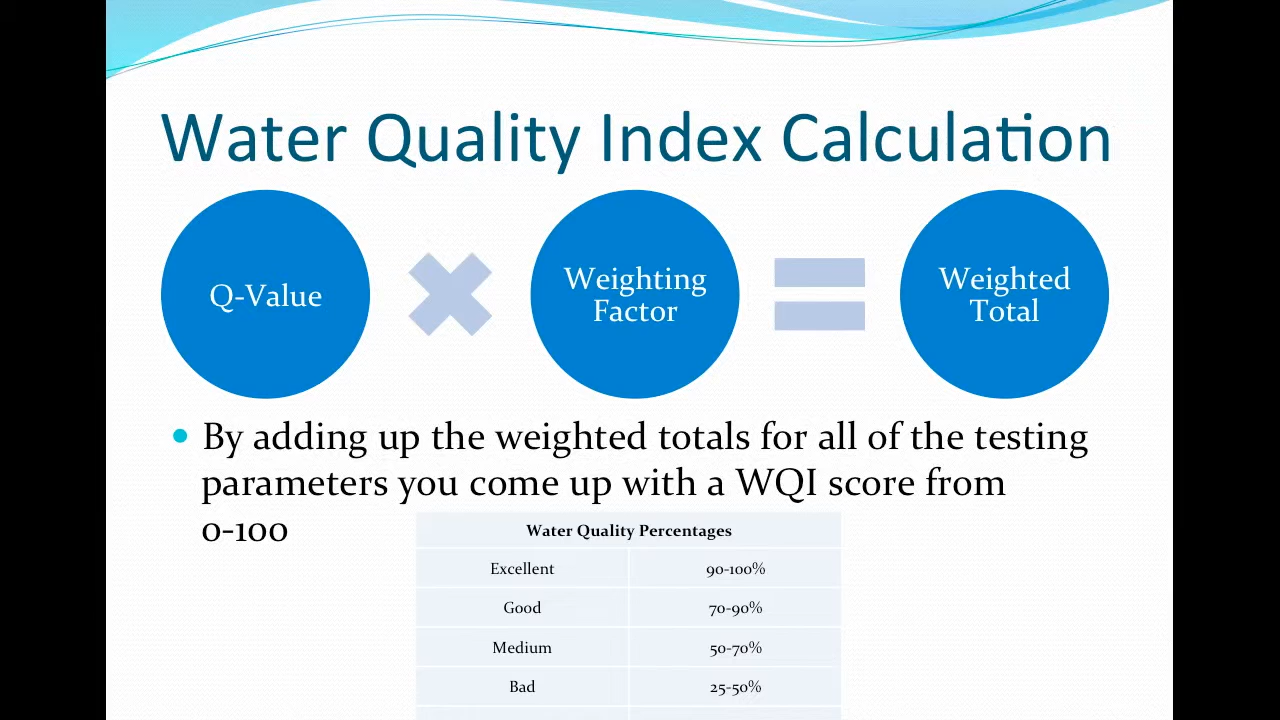 Water Quality Index Calculation
Q-Value
Weighting
Factor
Weighted
Total
By adding up the weighted totals for all of the testing
parameters you come up with a WQI score from
0-100
Water Quality Percentages
Excellent 90-100%
Good 70-90%
Medium 50-70%
Bad 25-50%